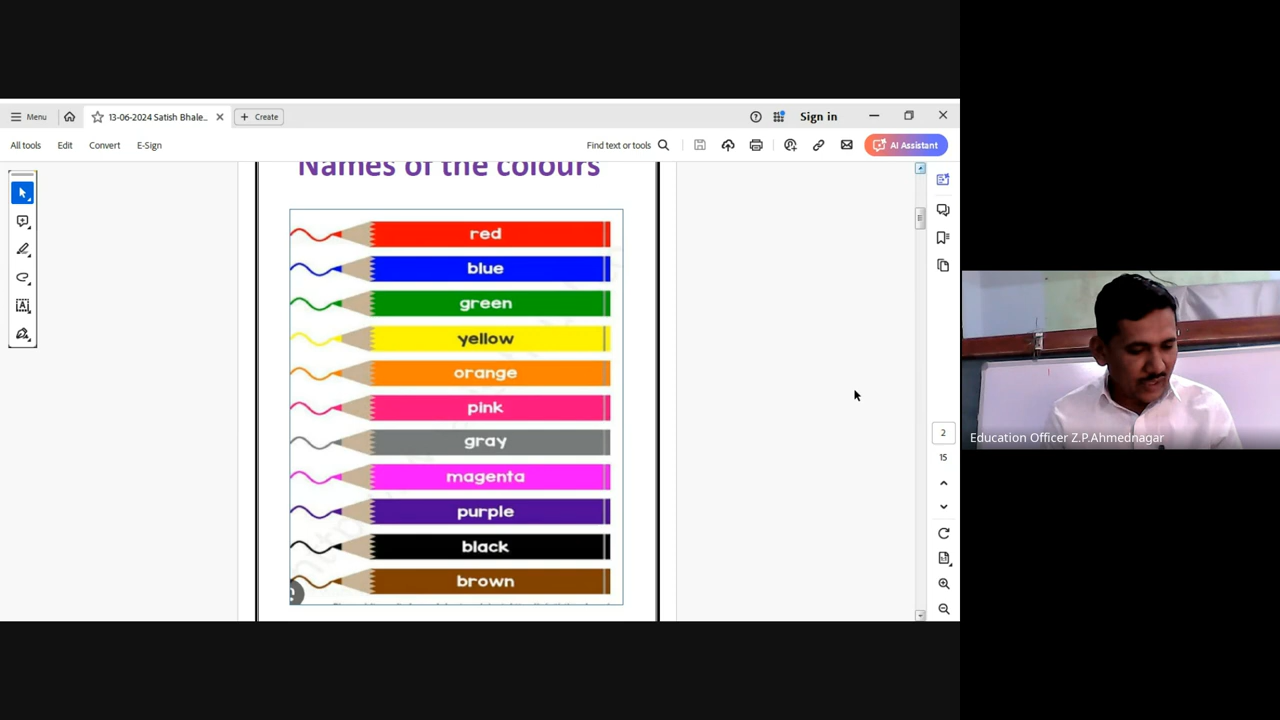 Menu
13-06-2024 Satish Bhale...
Create
Sign in
All tools
Edit
Convert
E-Sign
Find text or tools
AI Assistant
Names of the colours
red
blue
green
yellow
orange
pink
gray
magenta
purple
black
brown
2
15
Education Officer Z.P.Ahmednagar